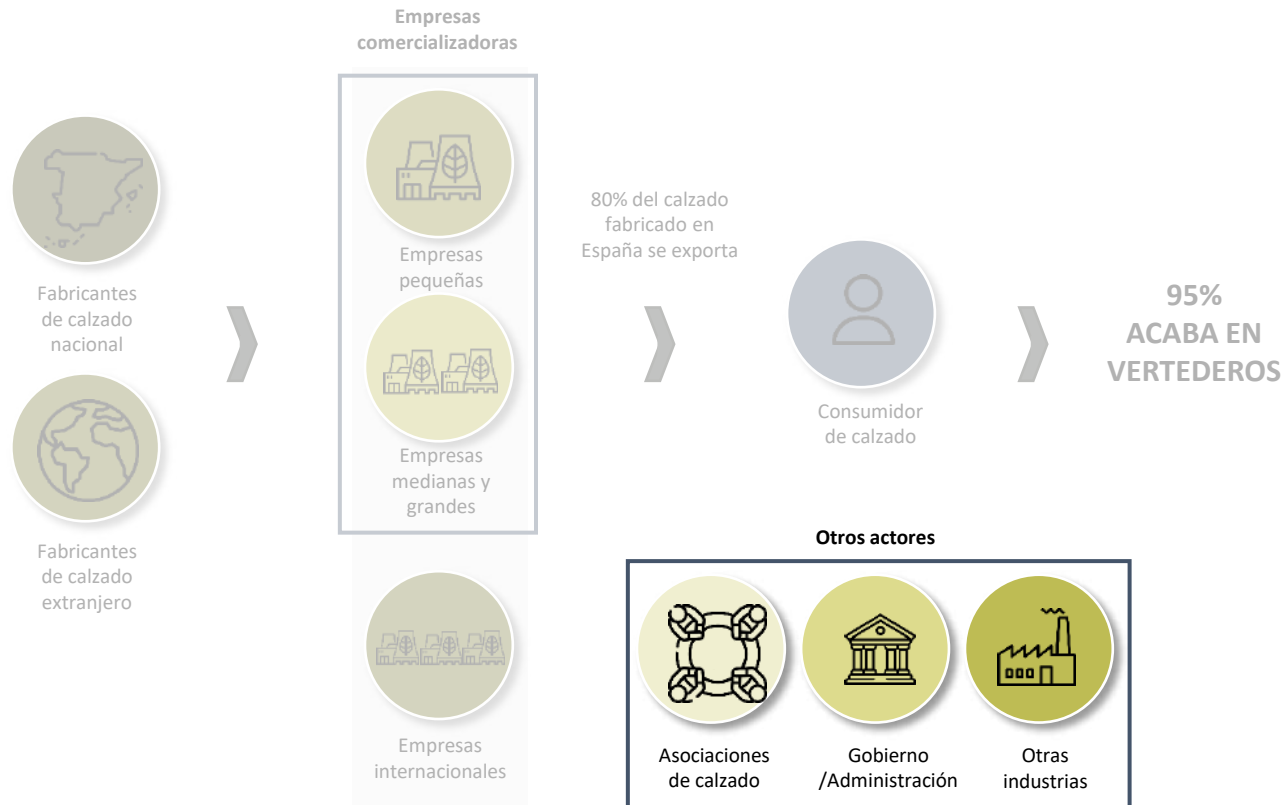 Empresas
comercializadoras
Fabricantes
de calzado
nacional
Fabricantes
de calzado
extranjero
Empresas
pequeñas
Empresas
medianas y
grandes
Empresas
internacionales
80% del calzado
fabricado en
España se exporta
Consumidor
de calzado
95%
ACABA EN
VERTEDEROS
Otros actores
Asociaciones
de calzado
Gobierno
/Administración
Otras
industrias